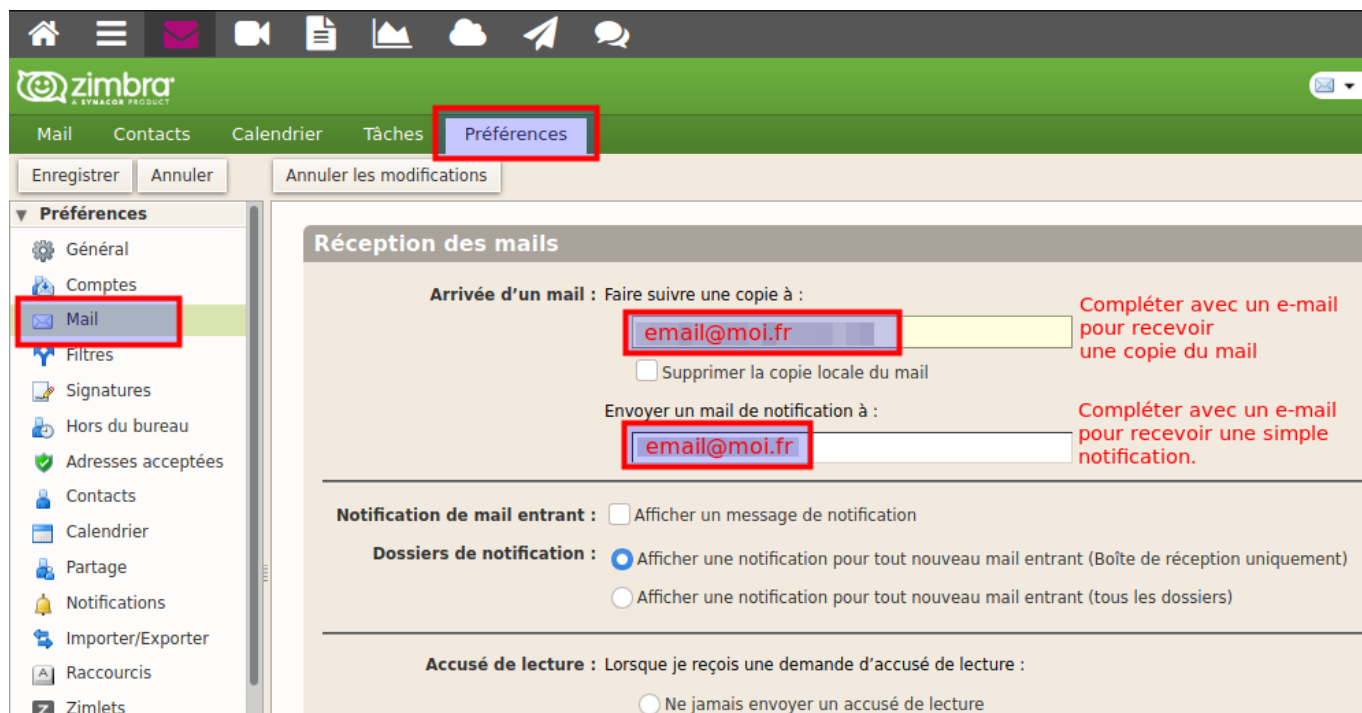 zimbra
A SYNACOR PRODUCT
Mail Contacts Calendrier Tâches Préférences
Enregistrer Annuler Annuler les modifications
Préférences
Général
Comptes
Mail
Filtres
Signatures
Hors du bureau
Adresses acceptées
Contacts
Calendrier
Partage
Notifications
Importer/Exporter
Raccourcis
Zimlets
Réception des mails
Arrivée d’un mail : Faire suivre une copie à :
email@moi.fr
Compléter avec un e-mail
pour recevoir
une copie du mail
Supprimer la copie locale du mail
Envoyer un mail de notification à :
email@moi.fr
Compléter avec un e-mail
pour recevoir une simple
notification.
Notification de mail entrant : Afficher un message de notification
Dossiers de notification : Afficher une notification pour tout nouveau mail entrant (Boîte de réception uniquement)
Afficher une notification pour tout nouveau mail entrant (tous les dossiers)
Accusé de lecture : Lorsque je reçois une demande d’accusé de lecture :
Ne jamais envoyer un accusé de lecture